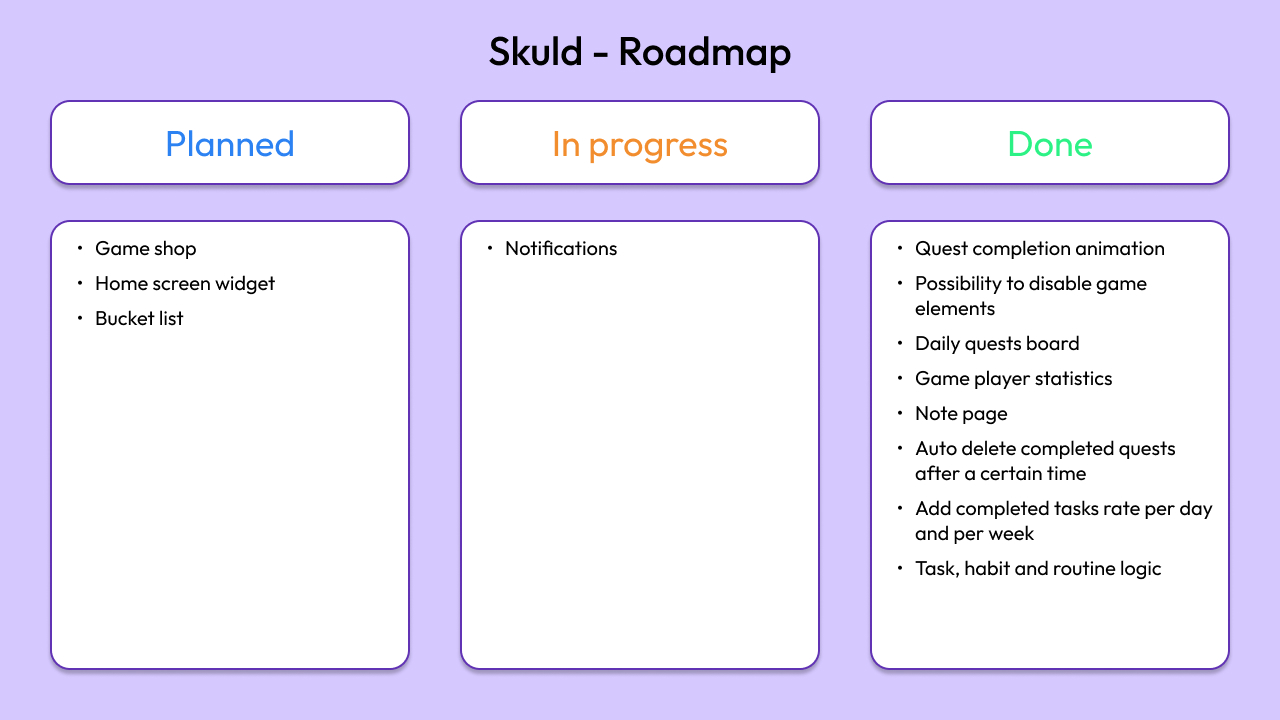 Skuld - Roadmap
Planned
• Game shop
• Home screen widget
• Bucket list
In progress
• Notifications
Done
• Quest completion animation
• Possibility to disable game
elements
• Daily quests board
• Game player statistics
• Note page
• Auto delete completed quests
after a certain time
• Add completed tasks rate per day
and per week
• Task, habit and routine logic